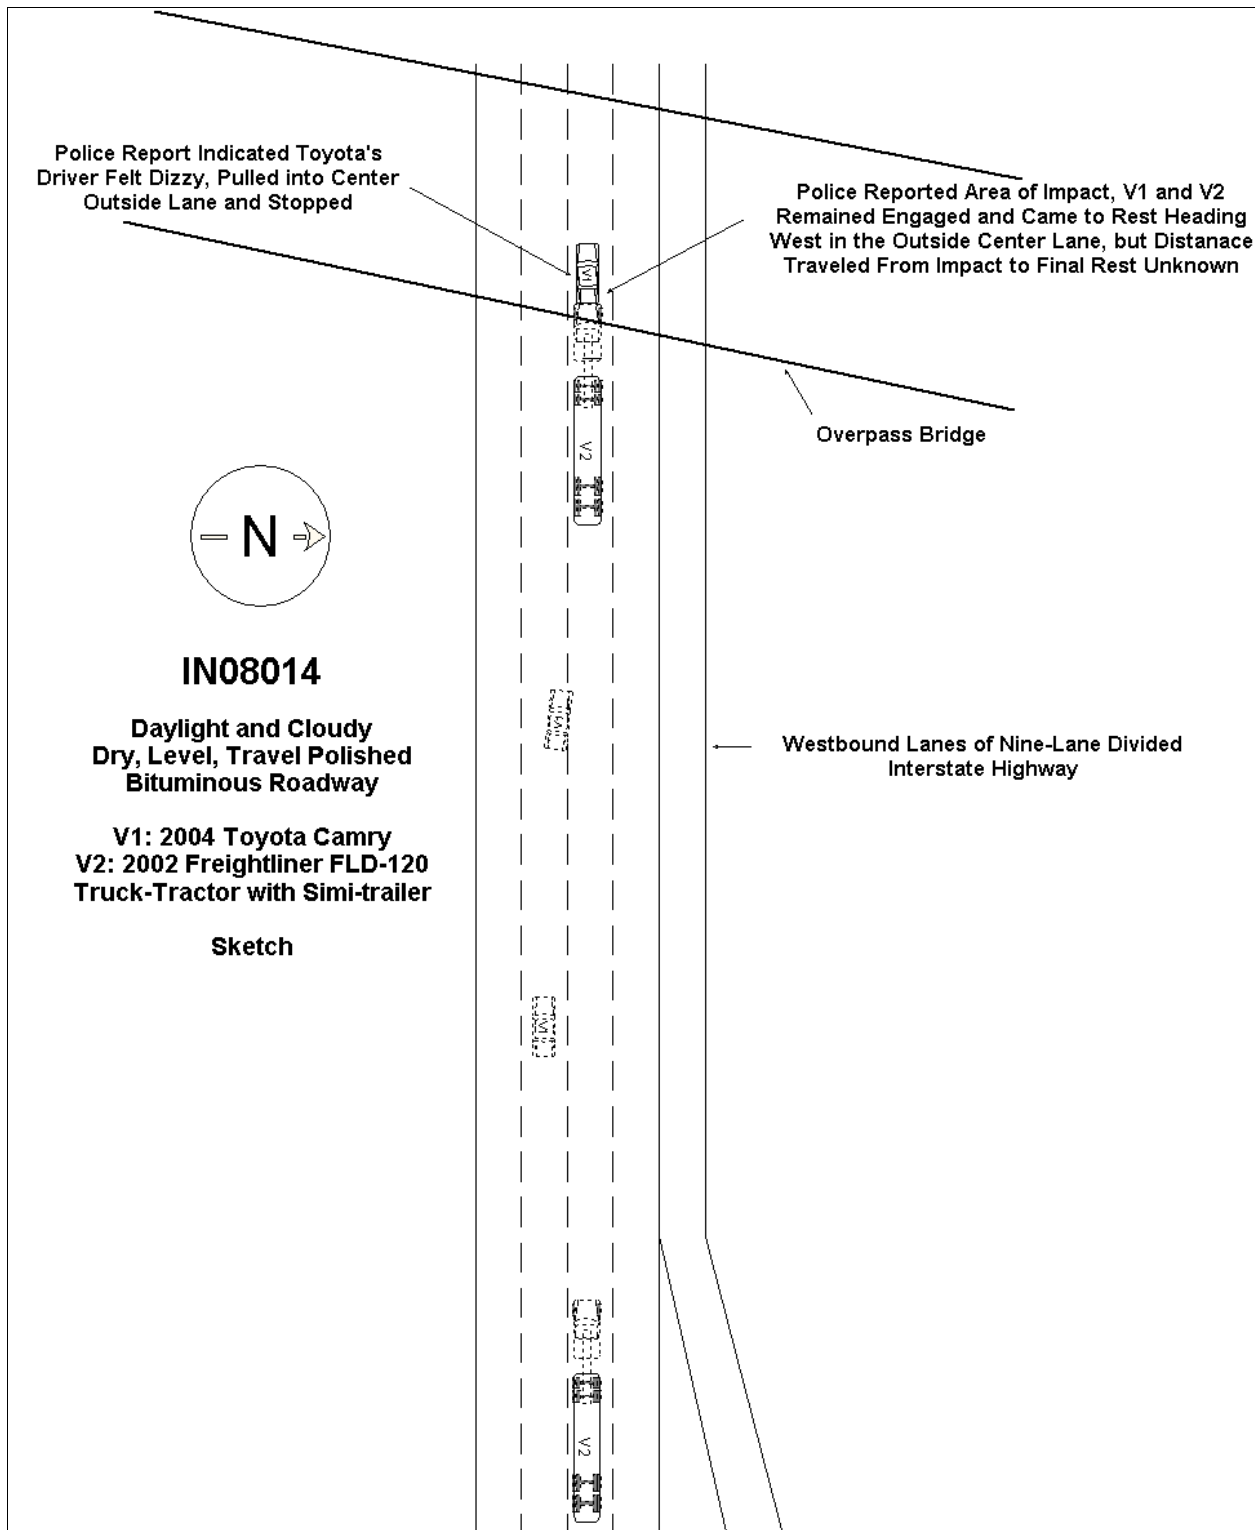 Police Report Indicated Toyota's
Driver Felt Dizzy, Pulled into Center
Outside Lane and Stopped
Police Reported Area of Impact, V1 and V2
Remained Engaged and Came to Rest Heading
West in the Outside Center Lane, but Distanace
Traveled From Impact to Final Rest Unknown
V1
Overpass Bridge
V2
N
IN08014
Daylight and Cloudy
Dry, Level, Travel Polished
Bituminous Roadway
V1: 2004 Toyota Camry
V2: 2002 Freightliner FLD-120
Truck-Tractor with Simi-trailer
Sketch
V1
Westbound Lanes of Nine-Lane Divided
Interstate Highway
V1
V2